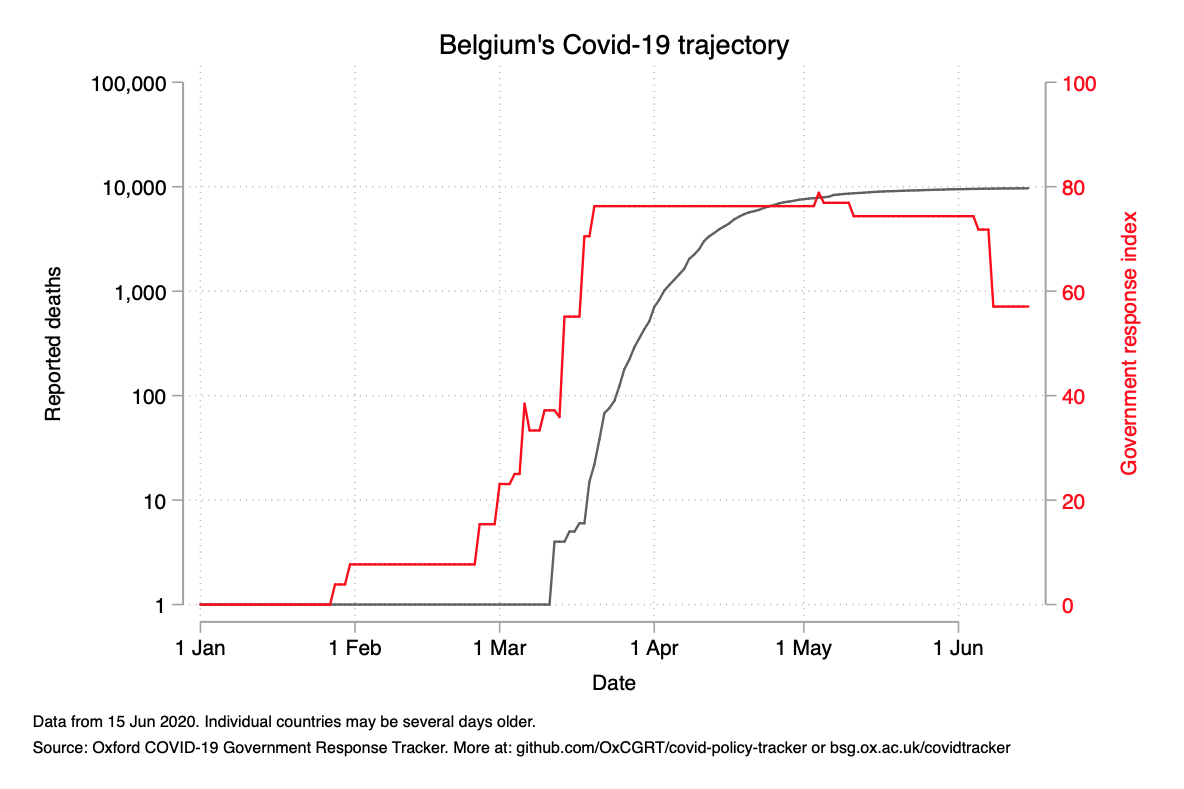 Belgium's Covid-19 trajectory
100,000
10,000
1,000
100
10
1
Reported deaths
100
80
60
40
20
0
Government response index
1 Jan
1 Feb
1 Mar
1 Apr
1 May
1 Jun
Date
Data from 15 Jun 2020. Individual countries may be several days older.
Source: Oxford COVID-19 Government Response Tracker. More at: github.com/OxCGRT/covid-policy-tracker or bsg.ox.ac.uk/covidtracker